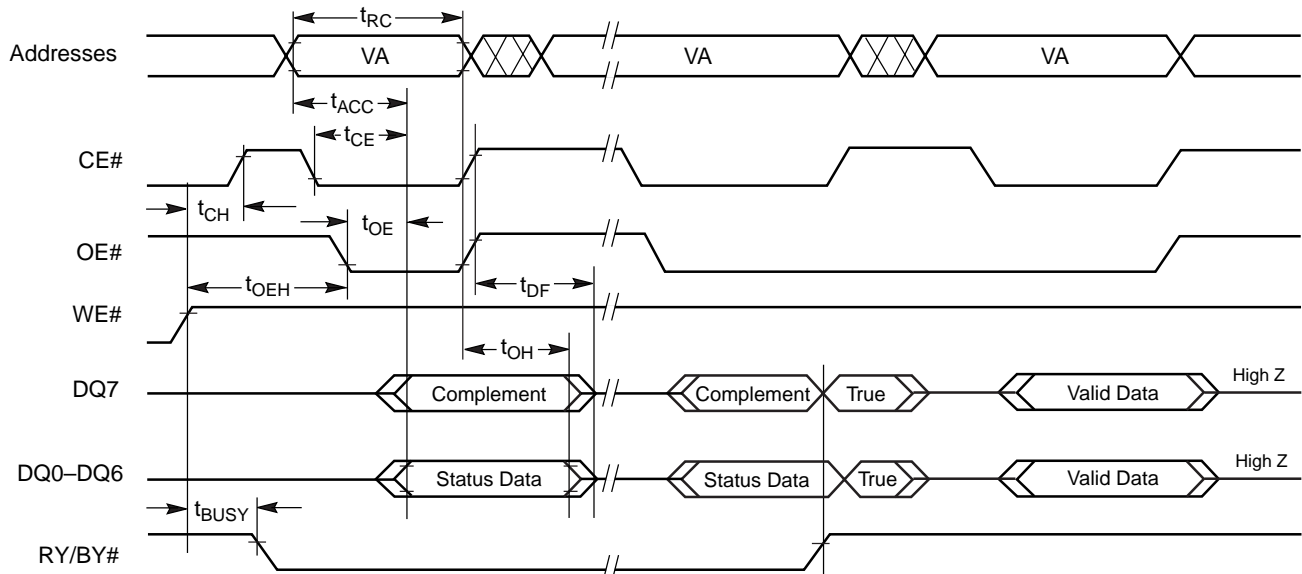 tRC
Addresses VA VA VA
tACC
tCE
CE#
tCH tOE
OE#
tOEH tDF
WE#
tOH
DQ7 Complement Complement True Valid Data High Z
DQ0–DQ6 Status Data Status Data True Valid Data High Z
tBUSY
RY/BY#